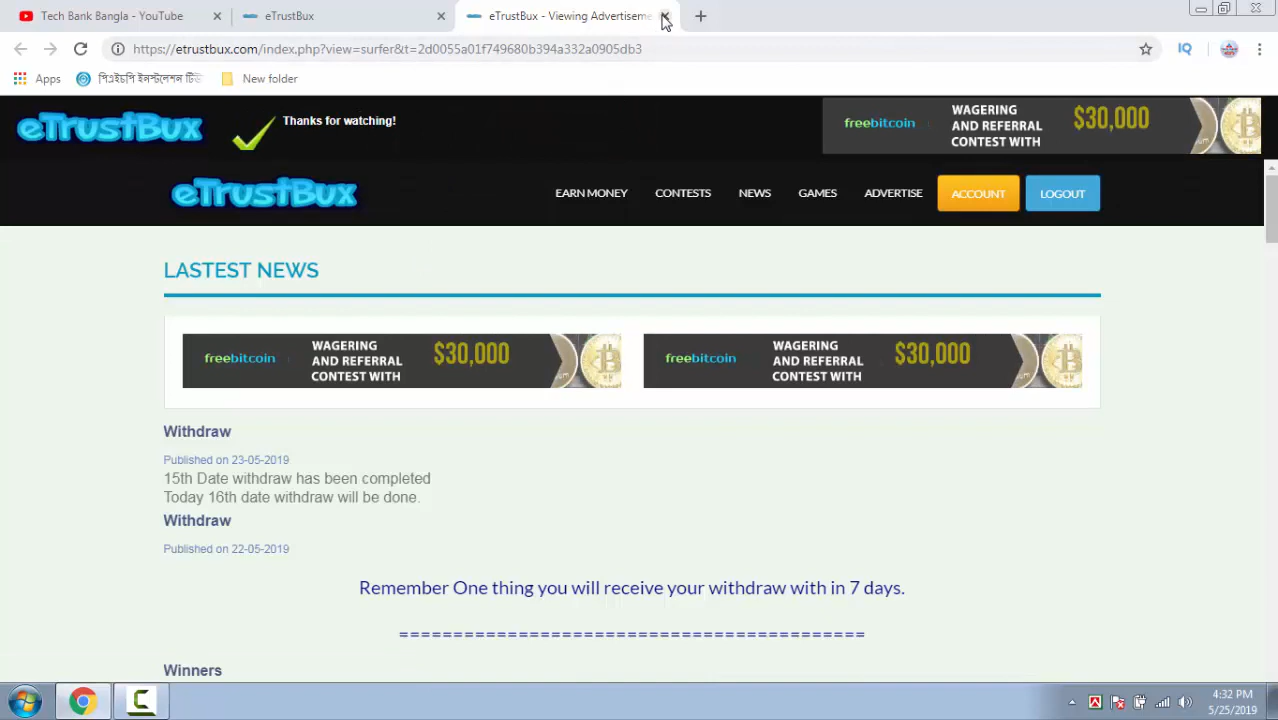 Tech Bank Bangla - YouTube
eTrustBux
eTrustBux - Viewing Advertiseme
https://etrustbux.com/index.php?view=surfer&t=2d0055a01f749680b394a332a0905db3
Apps
পিএইচপি ইনস্টলেশন টিউ
New folder
eTrustBux
Thanks for watching!
freebitcoin
WAGERING
AND REFERRAL
CONTEST WITH
$30,000
eTrustBux
EARN MONEY
CONTESTS
NEWS
GAMES
ADVERTISE
ACCOUNT
LOGOUT
LASTEST NEWS
freebitcoin
WAGERING
AND REFERRAL
CONTEST WITH
$30,000
freebitcoin
WAGERING
AND REFERRAL
CONTEST WITH
$30,000
Withdraw
Published on 23-05-2019
15th Date withdraw has been completed
Today 16th date withdraw will be done.
Withdraw
Published on 22-05-2019
Remember One thing you will receive your withdraw with in 7 days.
===========================================
Winners
4:32 PM
5/25/2019